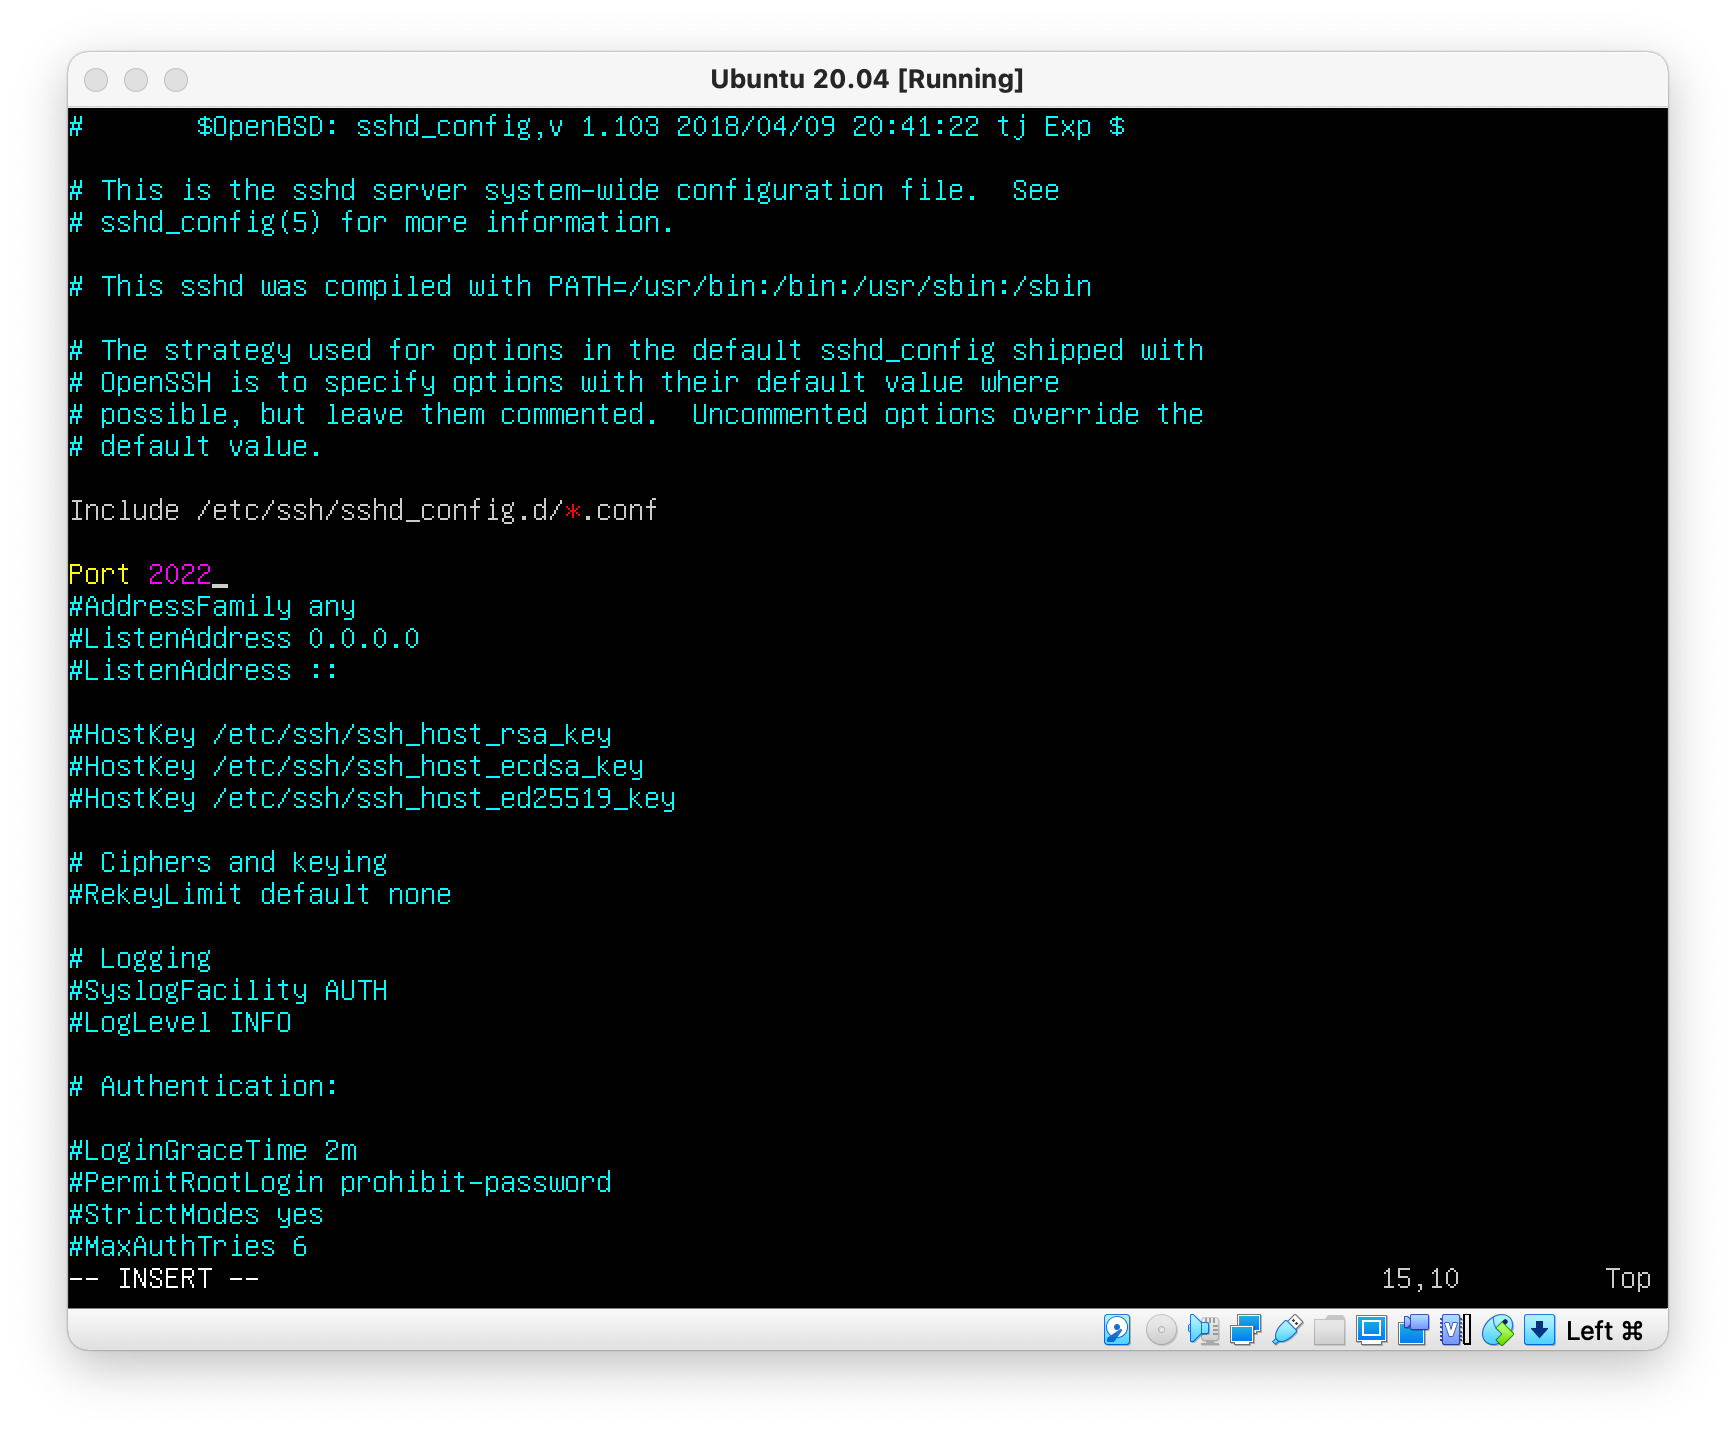 Ubuntu 20.04 [Running]
#       $OpenBSD: sshd_config,v 1.103 2018/04/09 20:41:22 tj Exp $
# This is the sshd server system-wide configuration file.  See
# sshd_config(5) for more information.
# This sshd was compiled with PATH=/usr/bin:/bin:/usr/sbin:/sbin
# The strategy used for options in the default sshd_config shipped with
# OpenSSH is to specify options with their default value where
# possible, but leave them commented.  Uncommented options override the
# default value.
Include /etc/ssh/sshd_config.d/*.conf
Port 2022
#AddressFamily any
#ListenAddress 0.0.0.0
#ListenAddress ::
#HostKey /etc/ssh/ssh_host_rsa_key
#HostKey /etc/ssh/ssh_host_ecdsa_key
#HostKey /etc/ssh/ssh_host_ed25519_key
# Ciphers and keying
#RekeyLimit default none
# Logging
#SyslogFacility AUTH
#LogLevel INFO
# Authentication:
#LoginGraceTime 2m
#PermitRootLogin prohibit-password
#StrictModes yes
#MaxAuthTries 6
-- INSERT --                                                                      15,10         Top
Left ⌘